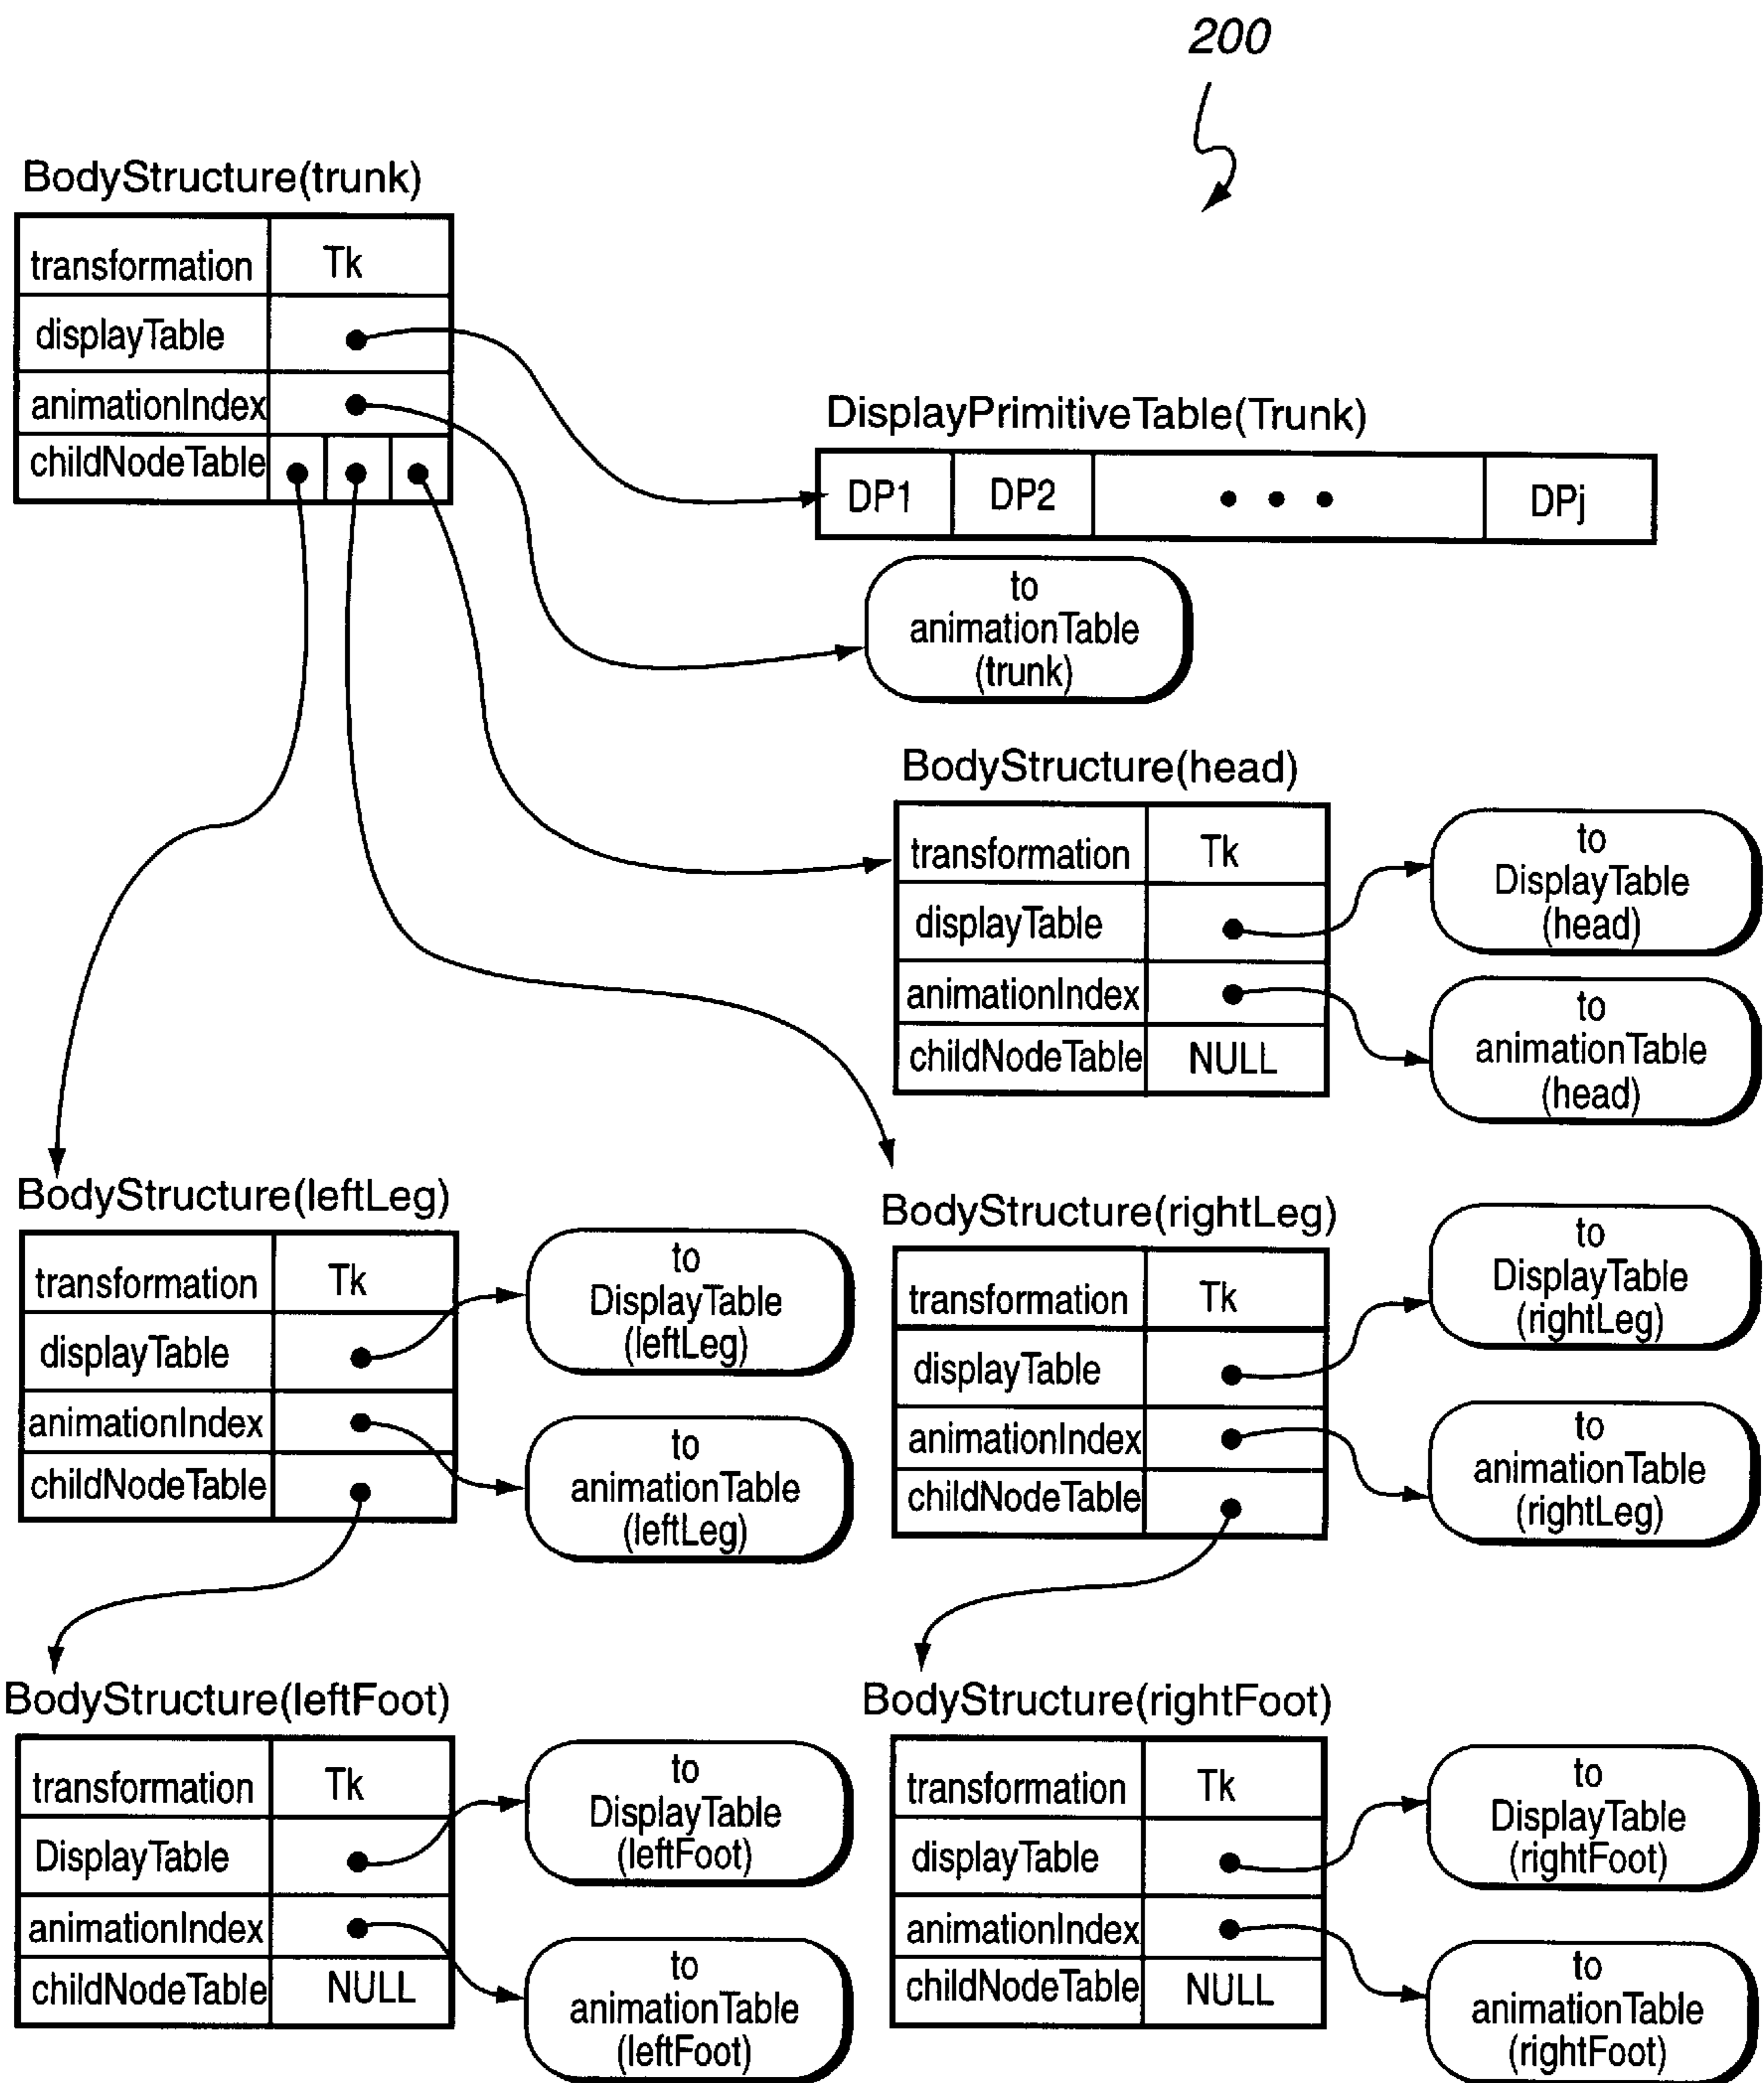 200
BodyStructure(trunk)
transformation Tk
displayTable
animationIndex
childNodeTable
DisplayPrimitiveTable(Trunk)
DP1 DP2 • • • DPj
to
animationTable
(trunk)
BodyStructure(head)
transformation Tk
displayTable
animationIndex
childNodeTable NULL
to
DisplayTable
(head)
to
animationTable
(head)
BodyStructure(leftLeg)
transformation Tk
displayTable
animationIndex
childNodeTable
to
DisplayTable
(leftLeg)
to
animationTable
(leftLeg)
BodyStructure(rightLeg)
transformation Tk
displayTable
animationIndex
childNodeTable
to
DisplayTable
(rightLeg)
to
animationTable
(rightLeg)
BodyStructure(leftFoot)
transformation Tk
DisplayTable
animationIndex
childNodeTable NULL
to
DisplayTable
(leftFoot)
to
animationTable
(leftFoot)
BodyStructure(rightFoot)
transformation Tk
displayTable
animationIndex
childNodeTable NULL
to
DisplayTable
(rightFoot)
to
animationTable
(rightFoot)